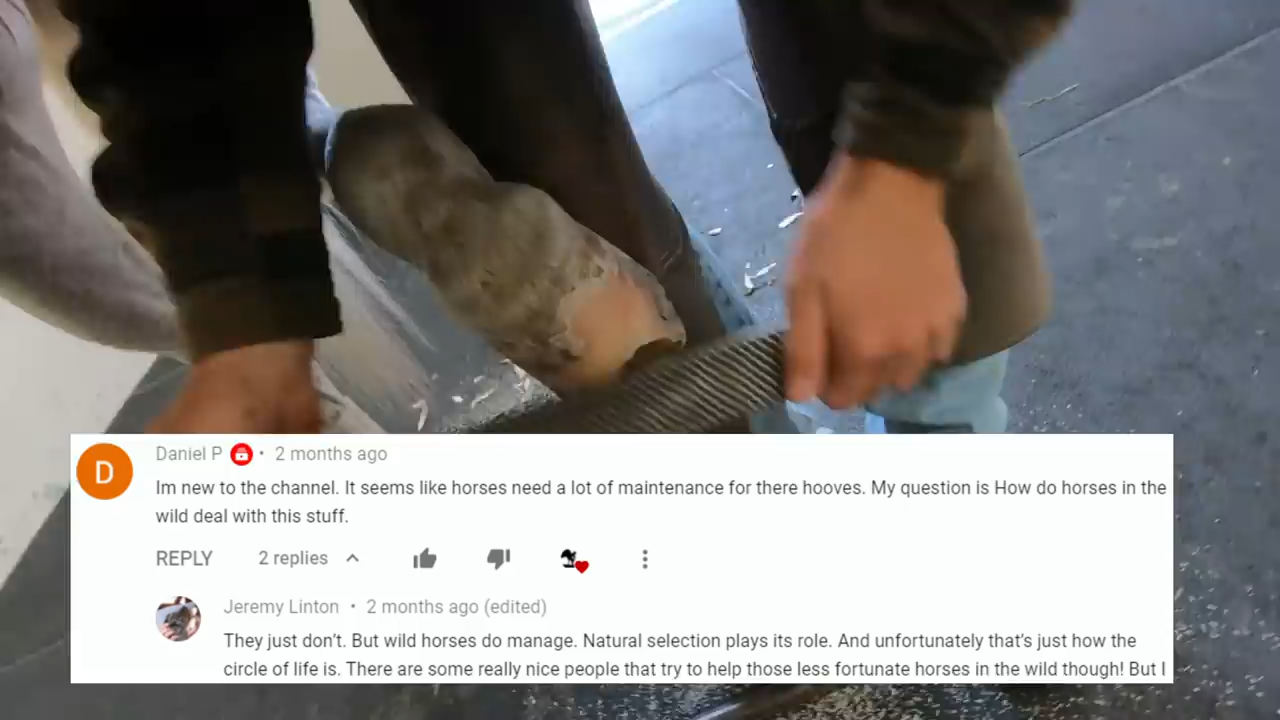 D
Daniel P • 2 months ago
Im new to the channel. It seems like horses need a lot of maintenance for there hooves. My question is How do horses in the
wild deal with this stuff.
REPLY 2 replies
Jeremy Linton • 2 months ago (edited)
They just don't. But wild horses do manage. Natural selection plays its role. And unfortunately that's just how the
circle of life is. There are some really nice people that try to help those less fortunate horses in the wild though! But I